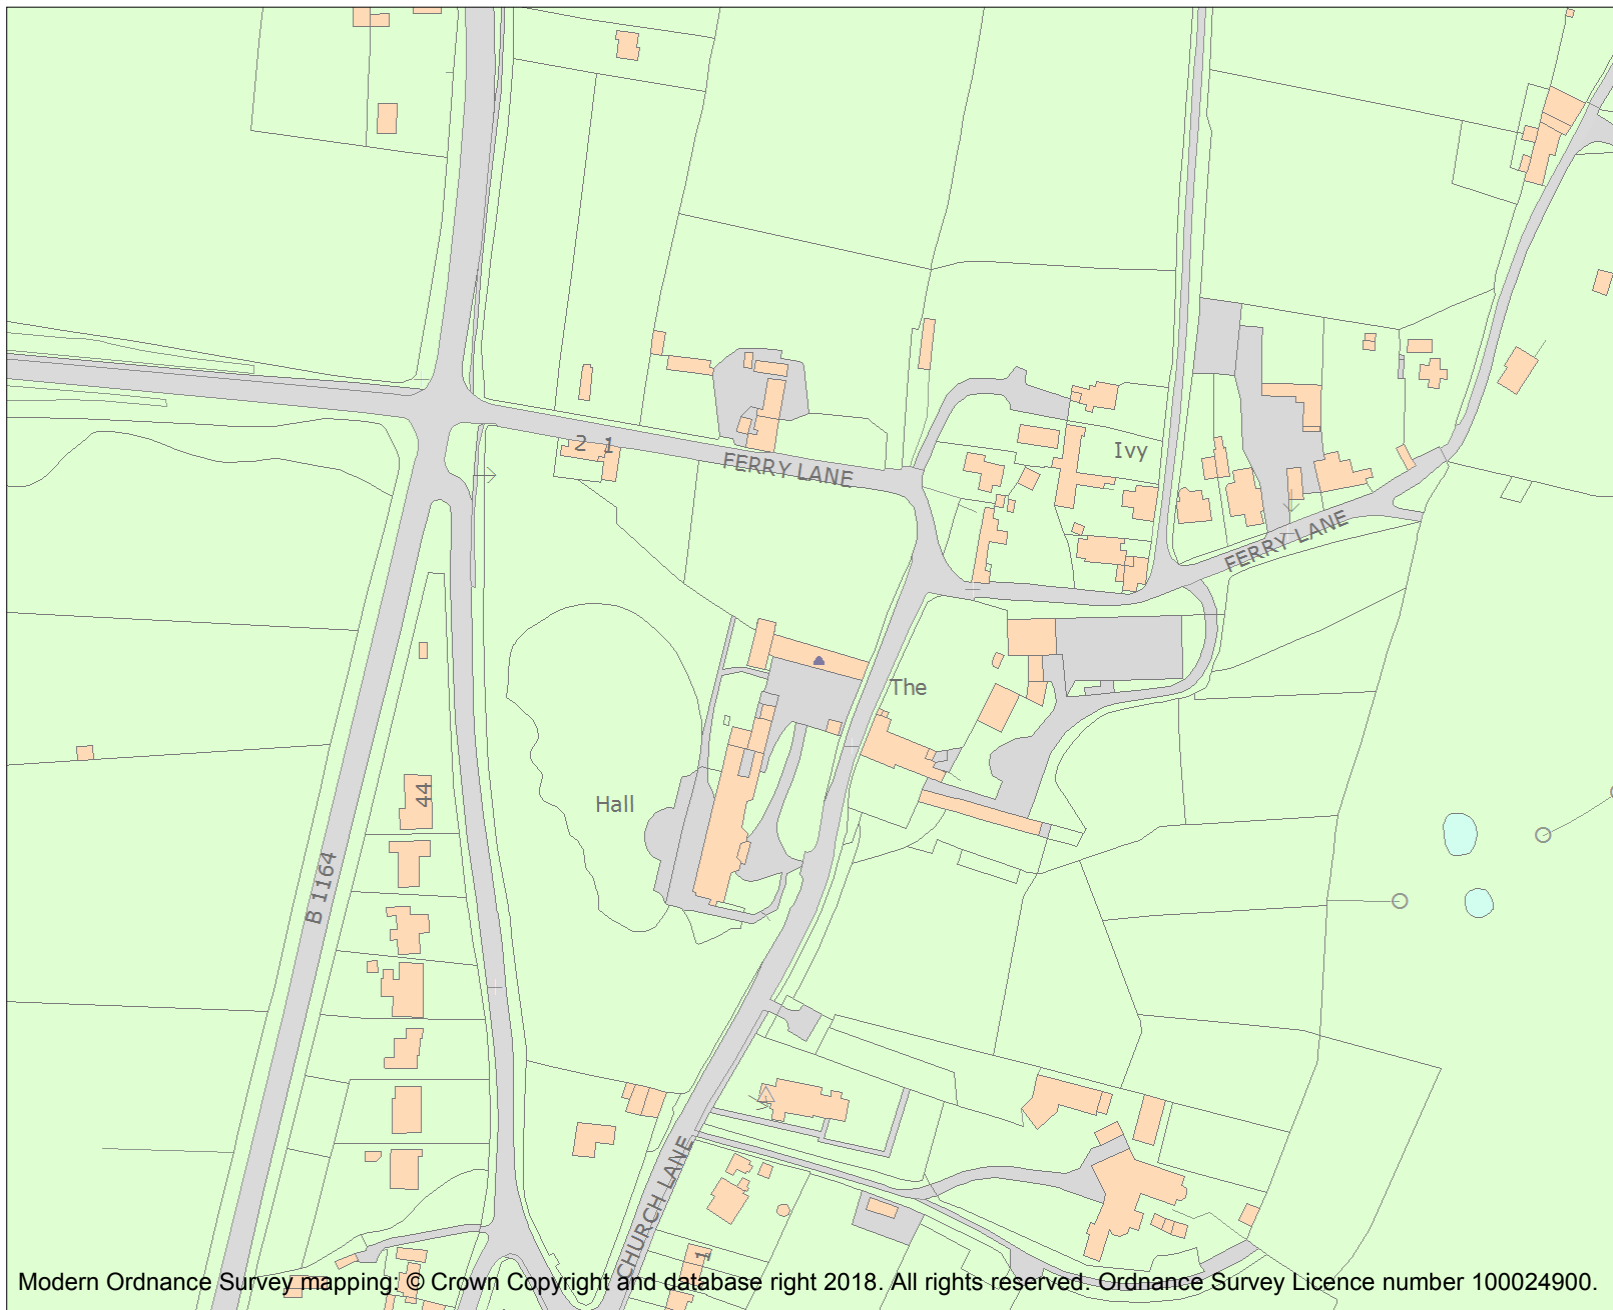 2 1
FERRY LANE
Ivy
FERRY LANE
The
Hall
44
B 1164
CHURCH LANE
1
Modern Ordnance Survey mapping: © Crown Copyright and database right 2018. All rights reserved. Ordnance Survey Licence number 100024900.